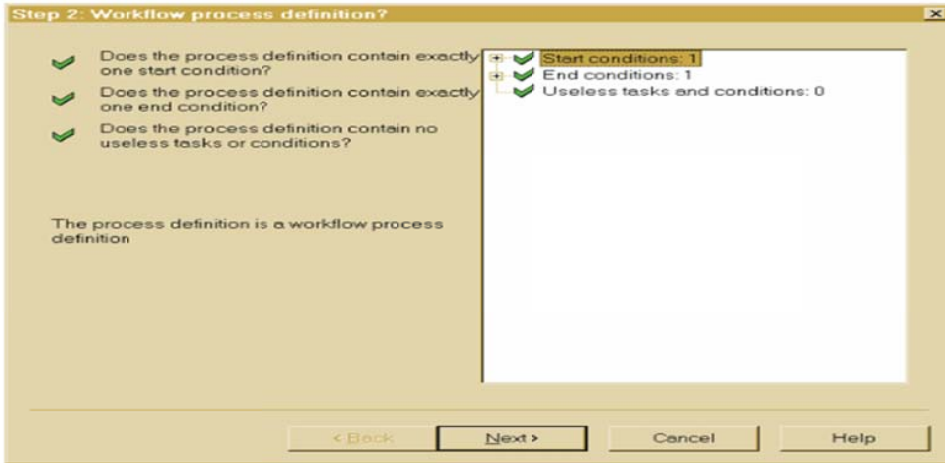 Step 2: Workflow process definition?
Does the process definition contain exactly
one start condition?
Does the process definition contain exactly
one end condition?
Does the process definition contain no
useless tasks or conditions?
The process definition is a workflow process
definition
Start conditions: 1
End conditions: 1
Useless tasks and conditions: 0
< Back
Next >
Cancel
Help